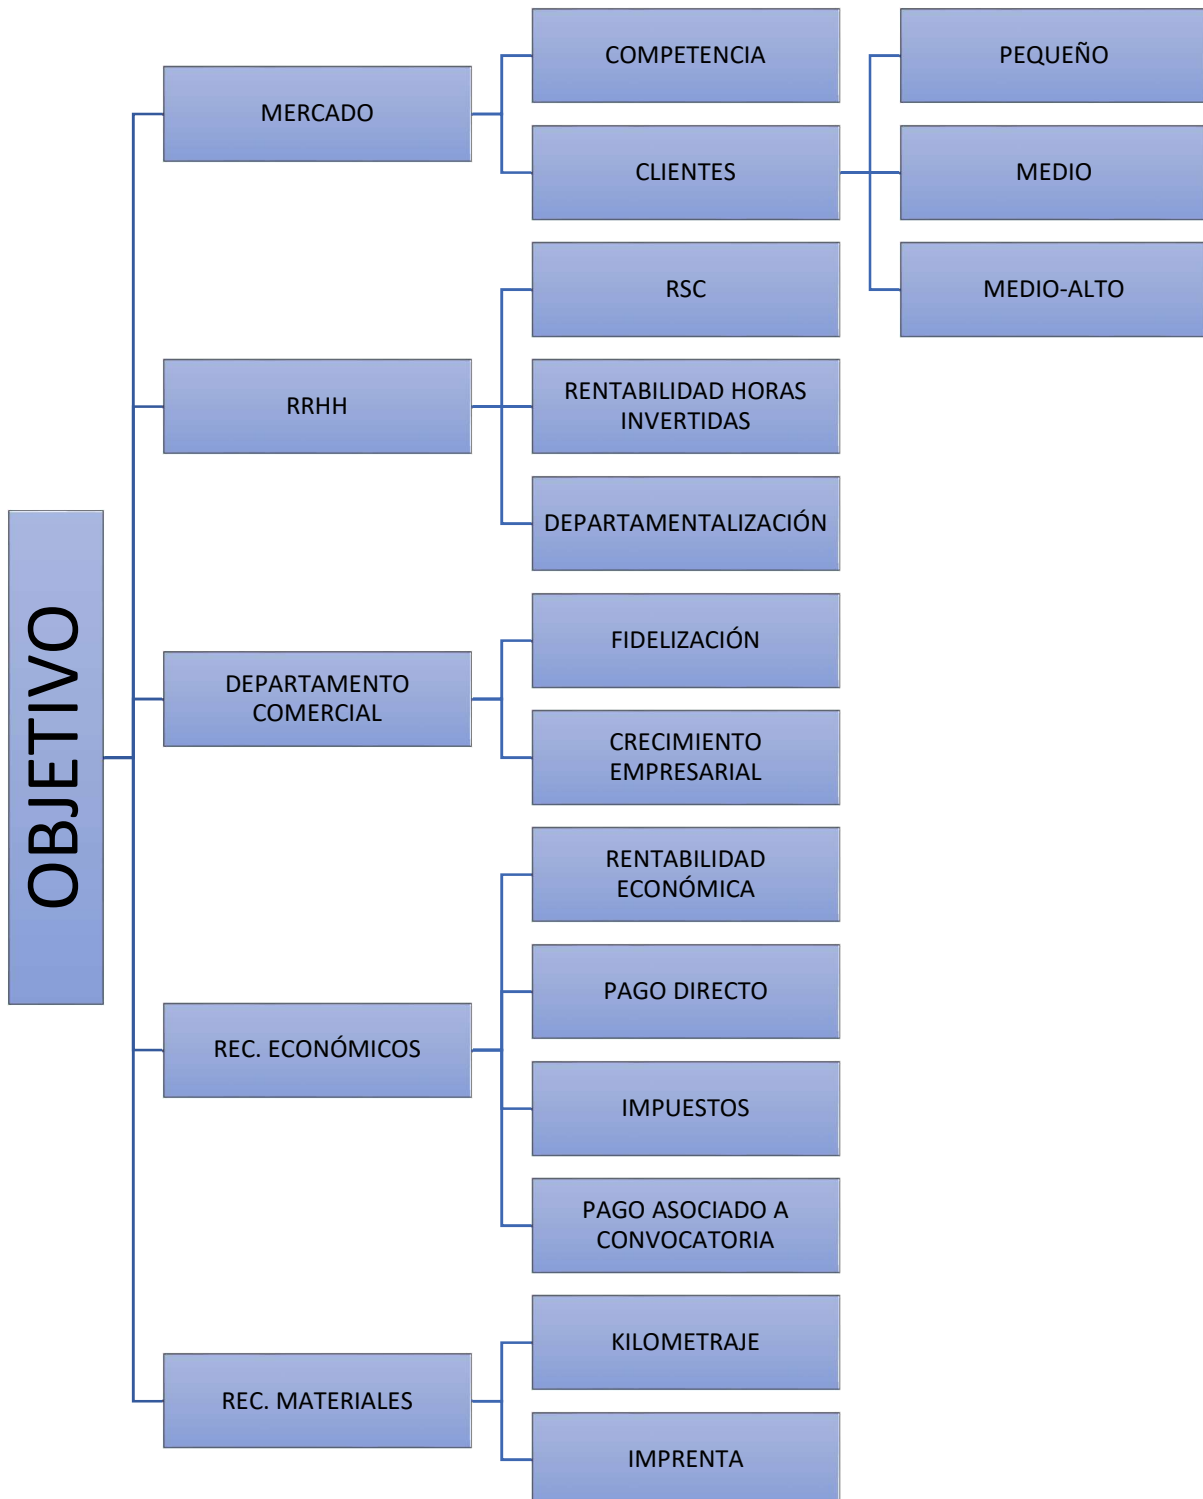 OBJETIVO
MERCADO
COMPETENCIA
CLIENTES
PEQUEÑO
MEDIO
MEDIO-ALTO
RRHH
RSC
RENTABILIDAD HORAS
INVERTIDAS
DEPARTAMENTALIZACIÓN
DEPARTAMENTO
COMERCIAL
FIDELIZACIÓN
CRECIMIENTO
EMPRESARIAL
REC. ECONÓMICOS
RENTABILIDAD
ECONÓMICA
PAGO DIRECTO
IMPUESTOS
PAGO ASOCIADO A
CONVOCATORIA
REC. MATERIALES
KILOMETRAJE
IMPRENTA